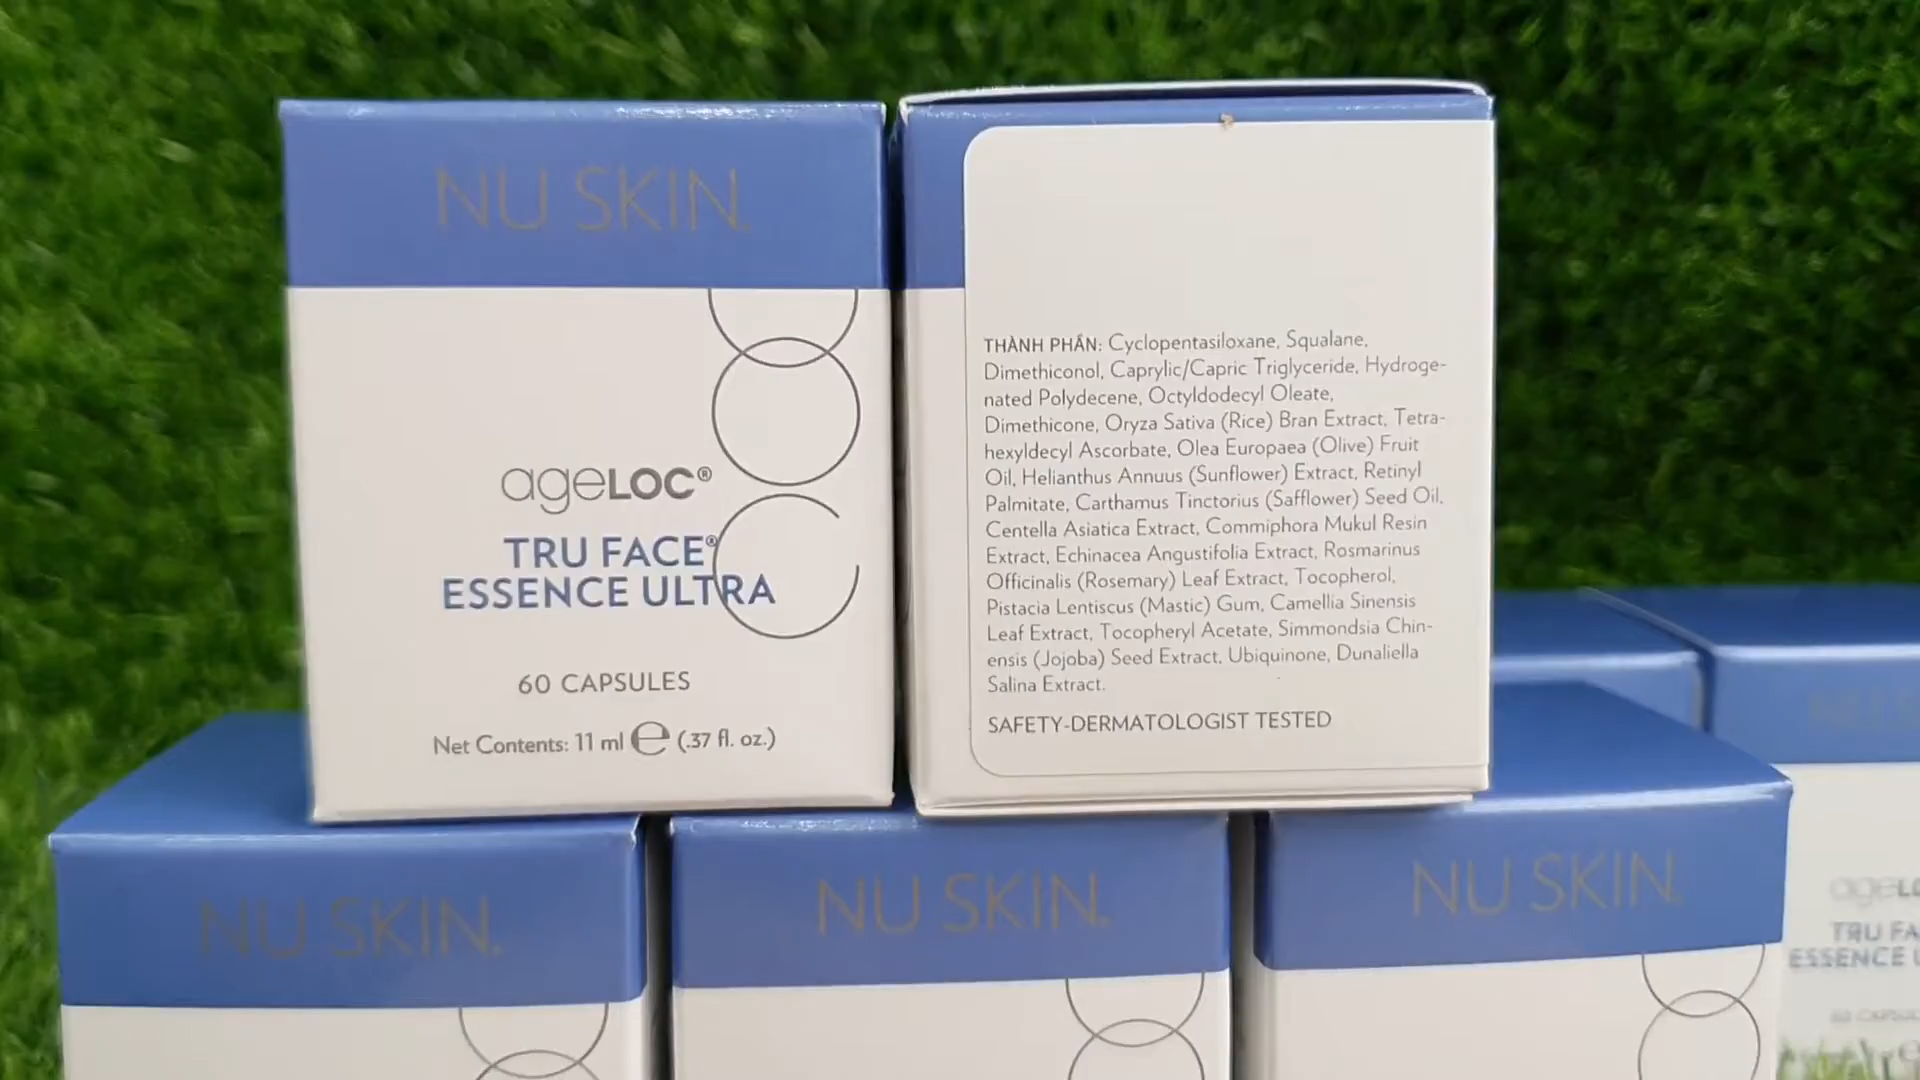 NU SKIN.
ageLOC®
TRU FACE®
ESSENCE ULTRA
60 CAPSULES
Net Contents: 11 ml ℮ (.37 fl. oz.)
THÀNH PHẦN: Cyclopentasiloxane, Squalane,
Dimethiconol, Caprylic/Capric Triglyceride, Hydroge-
nated Polydecene, Octyldodecyl Oleate,
Dimethicone, Oryza Sativa (Rice) Bran Extract, Tetra-
hexyldecyl Ascorbate, Olea Europaea (Olive) Fruit
Oil, Helianthus Annuus (Sunflower) Extract, Retinyl
Palmitate, Carthamus Tinctorius (Safflower) Seed Oil,
Centella Asiatica Extract, Commiphora Mukul Resin
Extract, Echinacea Angustifolia Extract, Rosmarinus
Officinalis (Rosemary) Leaf Extract, Tocopherol,
Pistacia Lentiscus (Mastic) Gum, Camellia Sinensis
Leaf Extract, Tocopheryl Acetate, Simmondsia Chin-
ensis (Jojoba) Seed Extract, Ubiquinone, Dunaliella
Salina Extract.
SAFETY-DERMATOLOGIST TESTED
NU SKIN.
NU SKIN.
NU SKIN.
ageLO
TRU FA
ESSENCE U